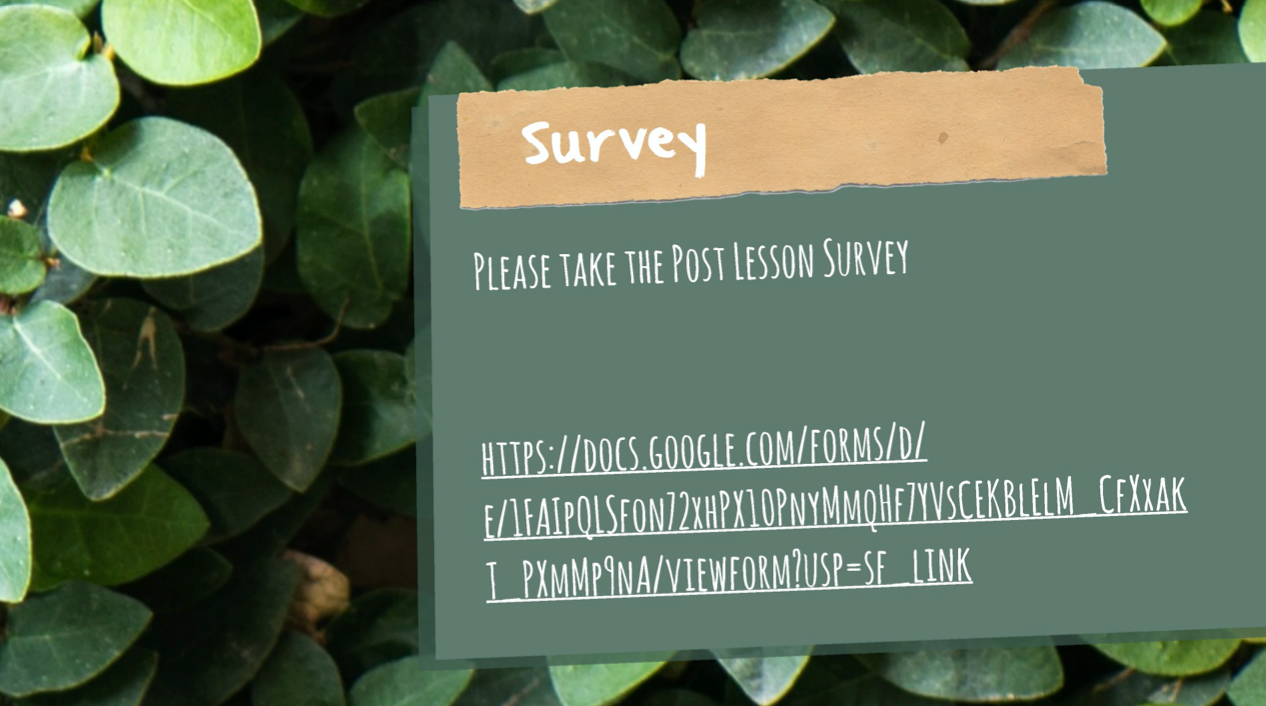 Survey
Please take the Post Lesson Survey
https://docs.google.com/forms/d/
e/1FAIpQLSfon72xhPX1OPnyMmqHf7YVsCEKBLElM_CfXxAK
T_PXmMp9nA/viewform?usp=sf_link